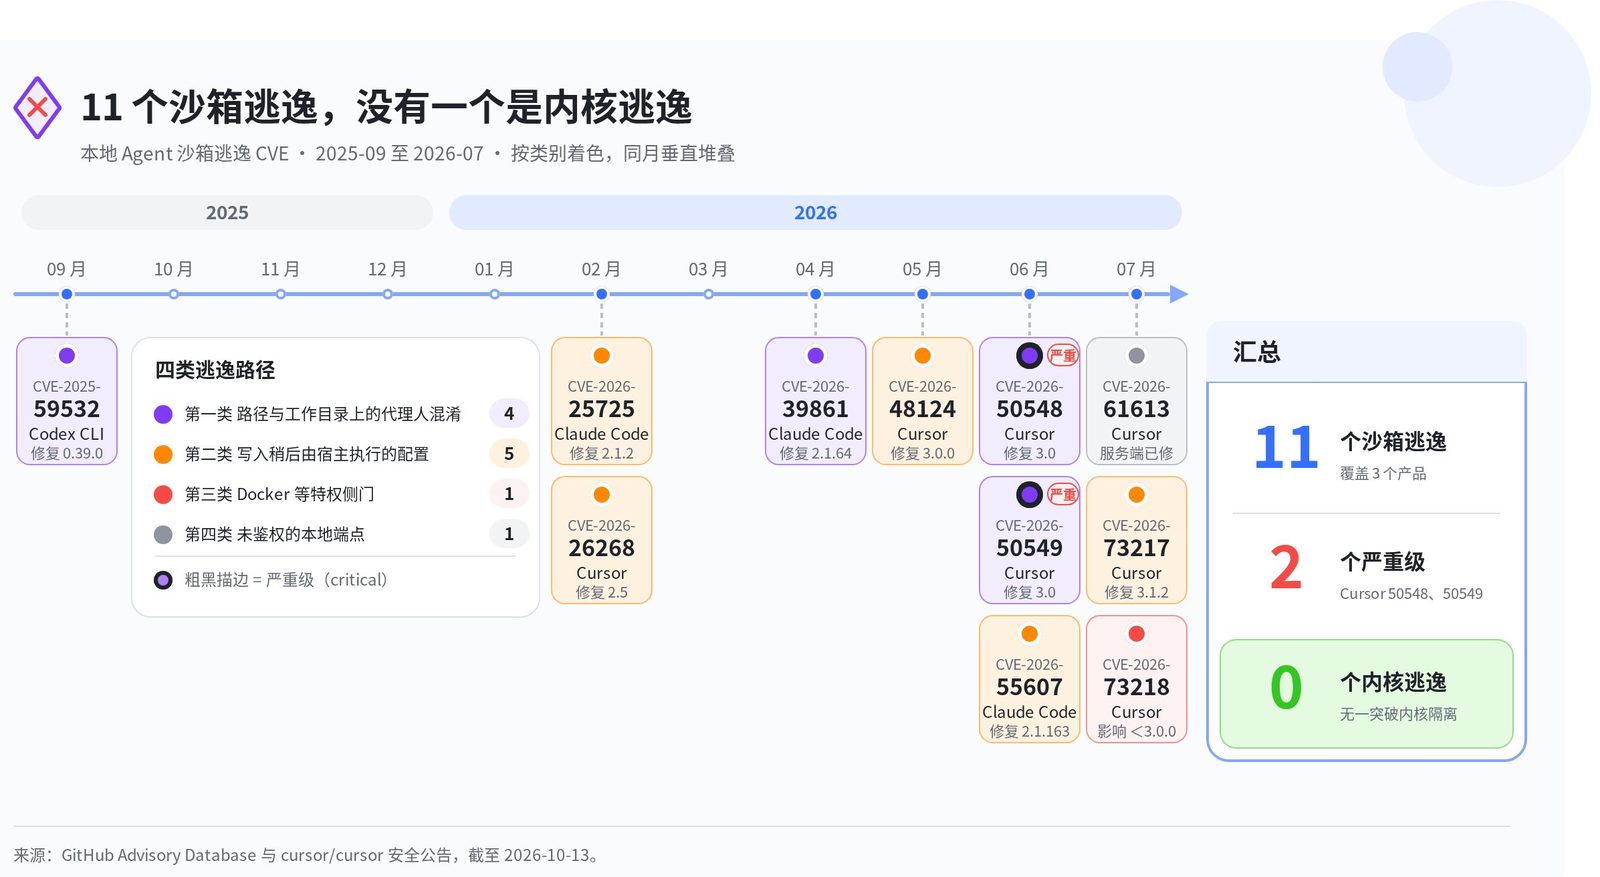 11 个沙箱逃逸，没有一个是内核逃逸
本地 Agent 沙箱逃逸 CVE · 2025-09 至 2026-07 · 按类别着色，同月垂直堆叠
2025
2026
09 月
10 月
11 月
12 月
01 月
02 月
03 月
04 月
05 月
06 月
07 月
CVE-2025-
59532
Codex CLI
修复 0.39.0
四类逃逸路径
第一类 路径与工作目录上的代理人混淆 4
第二类 写入稍后由宿主执行的配置 5
第三类 Docker 等特权侧门 1
第四类 未鉴权的本地端点 1
粗黑描边 = 严重级（critical）
CVE-2026-
25725
Claude Code
修复 2.1.2
CVE-2026-
26268
Cursor
修复 2.5
CVE-2026-
39861
Claude Code
修复 2.1.64
CVE-2026-
48124
Cursor
修复 3.0.0
严重
CVE-2026-
50548
Cursor
修复 3.0
严重
CVE-2026-
50549
Cursor
修复 3.0
CVE-2026-
55607
Claude Code
修复 2.1.163
CVE-2026-
61613
Cursor
服务端已修
CVE-2026-
73217
Cursor
修复 3.1.2
CVE-2026-
73218
Cursor
影响 <3.0.0
汇总
11 个沙箱逃逸
覆盖 3 个产品
2 个严重级
Cursor 50548、50549
0 个内核逃逸
无一突破内核隔离
来源：GitHub Advisory Database 与 cursor/cursor 安全公告，截至 2026-10-13。